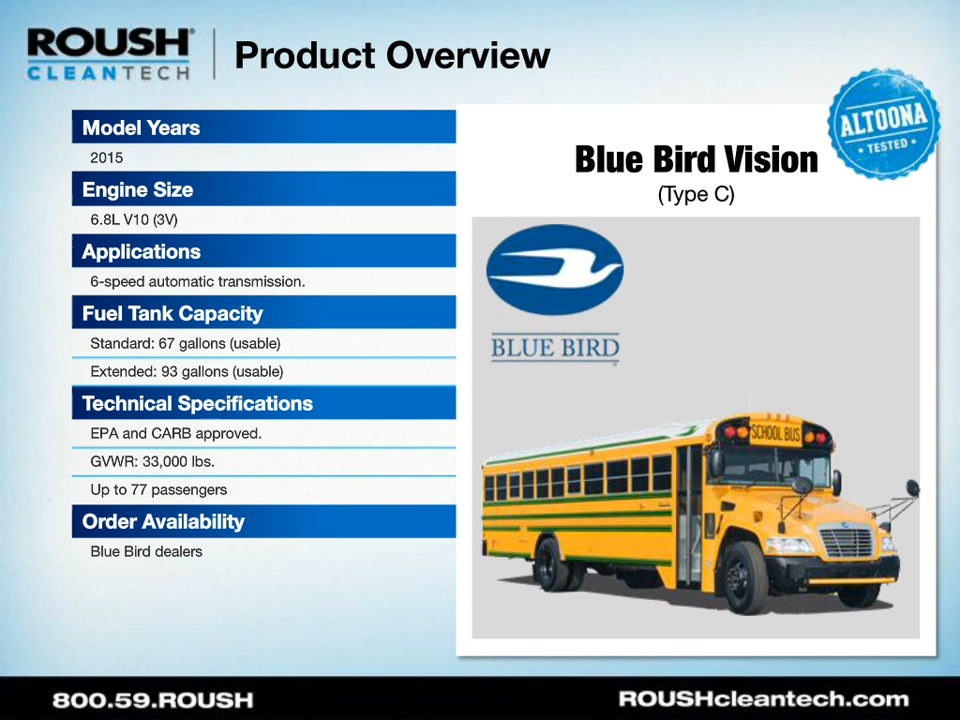 ROUSH®
CLEANTECH
Product Overview
Model Years
2015
Engine Size
6.8L V10 (3V)
Applications
6-speed automatic transmission.
Fuel Tank Capacity
Standard: 67 gallons (usable)
Extended: 93 gallons (usable)
Technical Specifications
EPA and CARB approved.
GVWR: 33,000 lbs.
Up to 77 passengers
Order Availability
Blue Bird dealers
ALTOONA
• TESTED •
Blue Bird Vision
(Type C)
BLUE BIRD®
SCHOOL BUS
800.59.ROUSH
ROUSHcleantech.com